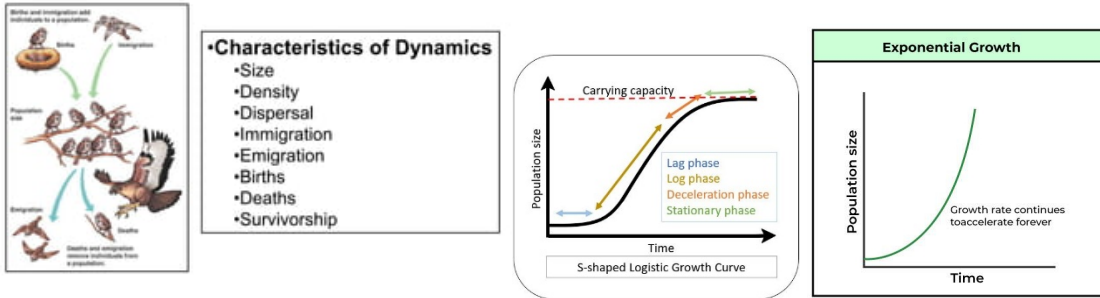 Births and immigration add
individuals to a population.
Births
Immigration
Population
size
Emigration
Deaths
Deaths and emigration
remove individuals from
a population.
•Characteristics of Dynamics
•Size
•Density
•Dispersal
•Immigration
•Emigration
•Births
•Deaths
•Survivorship
Carrying capacity
Population size
Lag phase
Log phase
Deceleration phase
Stationary phase
Time
S-shaped Logistic Growth Curve
Exponential Growth
Population size
Growth rate continues
toaccelerate forever
Time